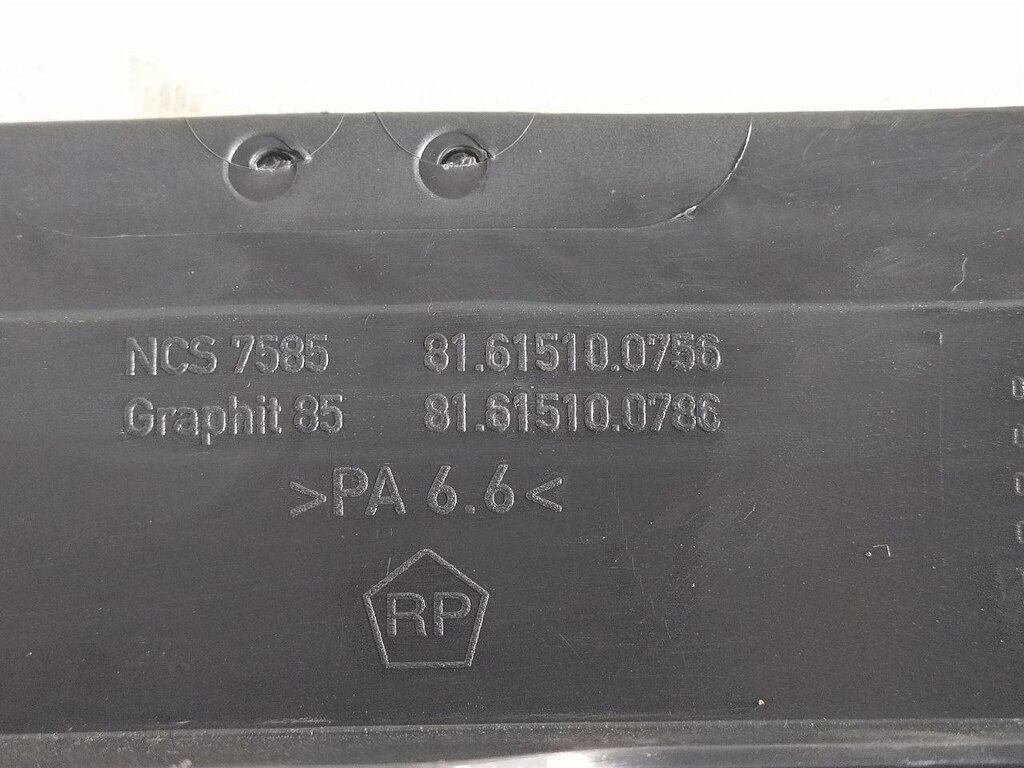 NCS 7585 81.61510.0756
Graphit 85 81.61510.0786
>PA 6.6<
RP